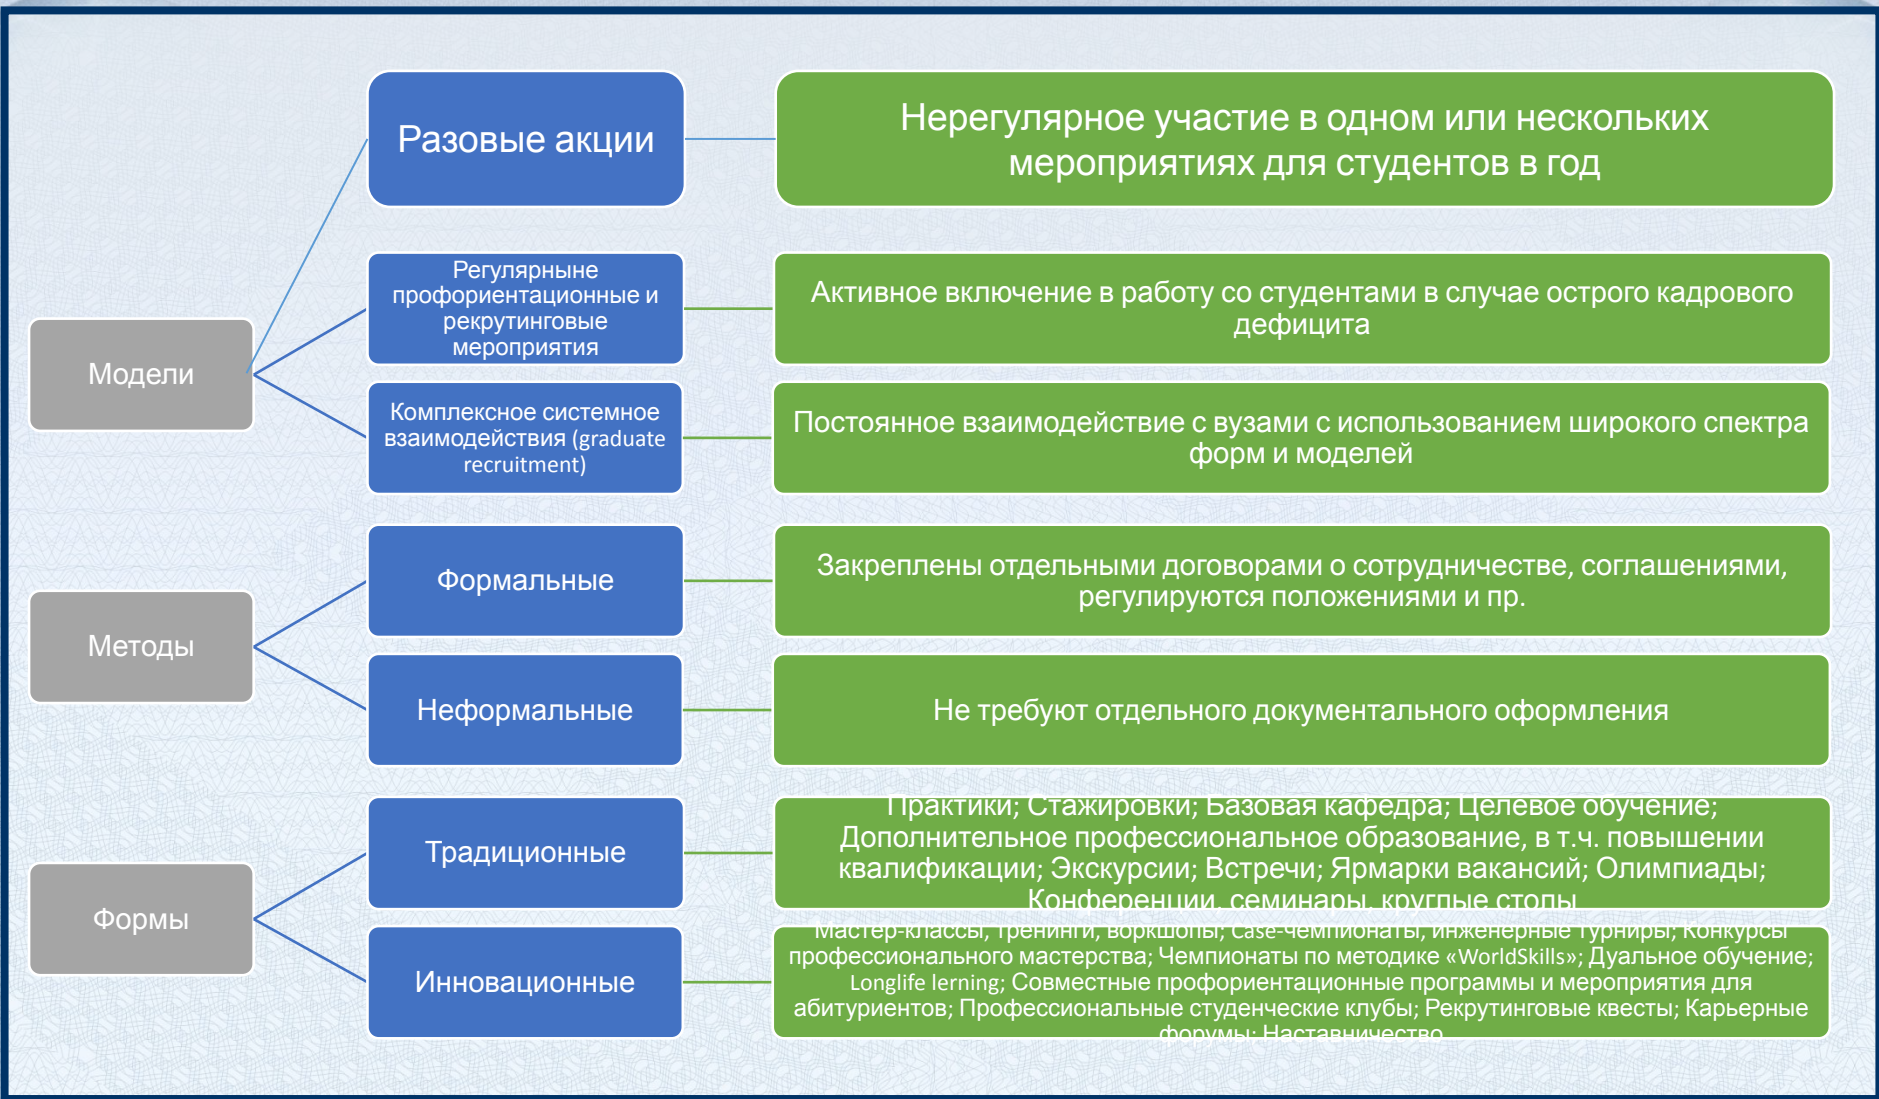 Разовые акции
Нерегулярное участие в одном или нескольких
мероприятиях для студентов в год
Модели
Регулярныне
профориентационные и
рекрутинговые
мероприятия
Активное включение в работу со студентами в случае острого кадрового
дефицита
Комплексное системное
взаимодействия (graduate
recruitment)
Постоянное взаимодействие с вузами с использованием широкого спектра
форм и моделей
Методы
Формальные
Закреплены отдельными договорами о сотрудничестве, соглашениями,
регулируются положениями и пр.
Неформальные
Не требуют отдельного документального оформления
Формы
Традиционные
Практики; Стажировки; Базовая кафедра; Целевое обучение;
Дополнительное профессиональное образование, в т.ч. повышении
квалификации; Экскурсии; Встречи; Ярмарки вакансий; Олимпиады;
Конференции, семинары, круглые столы
Инновационные
Мастер-классы, тренинги, воркшопы; Case-чемпионаты, инженерные турниры; Конкурсы
профессионального мастерства; Чемпионаты по методике «WorldSkills»; Дуальное обучение;
Longlife lerning; Совместные профориентационные программы и мероприятия для
абитуриентов; Профессиональные студенческие клубы; Рекрутинговые квесты; Карьерные
форумы; Наставничество